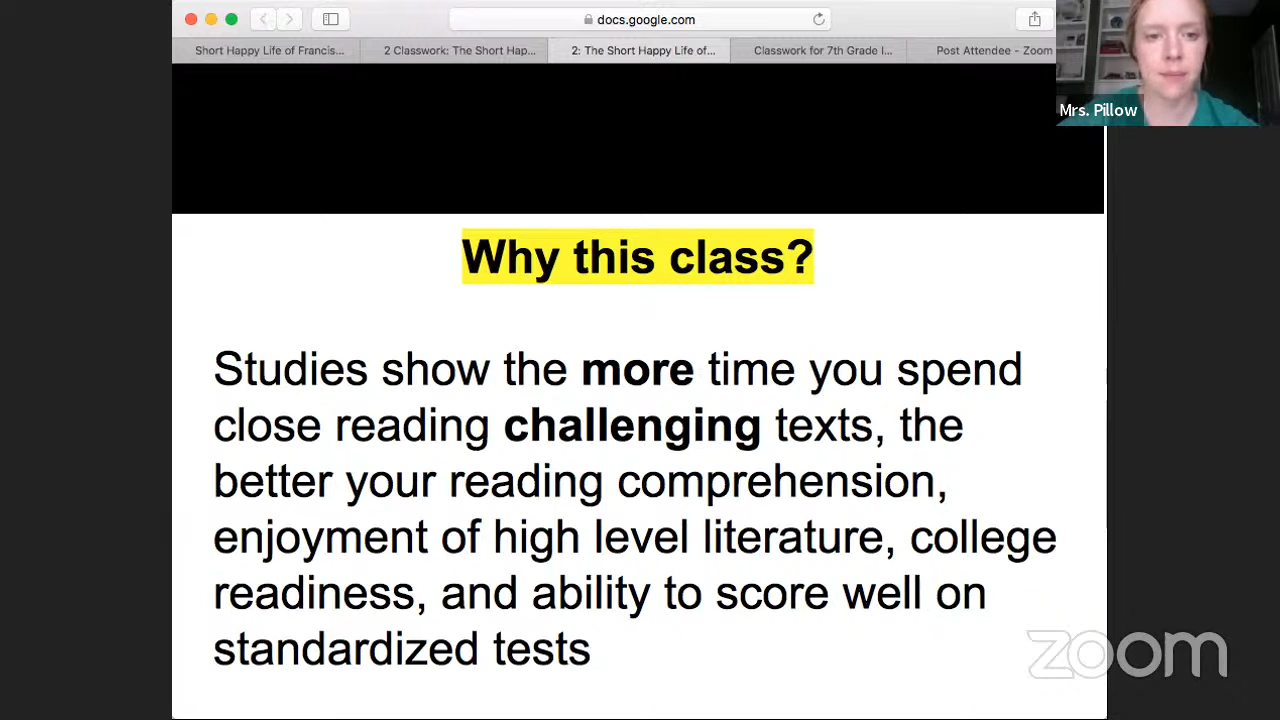 docs.google.com
Short Happy Life of Francis...
2 Classwork: The Short Hap...
2: The Short Happy Life of...
Classwork for 7th Grade I...
Post Attendee - Zoom
Mrs. Pillow
Why this class?
Studies show the more time you spend
close reading challenging texts, the
better your reading comprehension,
enjoyment of high level literature, college
readiness, and ability to score well on
standardized tests
zoom